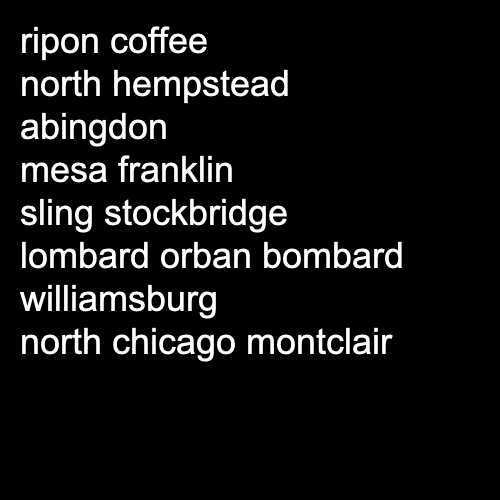 ripon coffee
north hempstead
abingdon
mesa franklin
sling stockbridge
lombard orban bombard
williamsburg
north chicago montclair